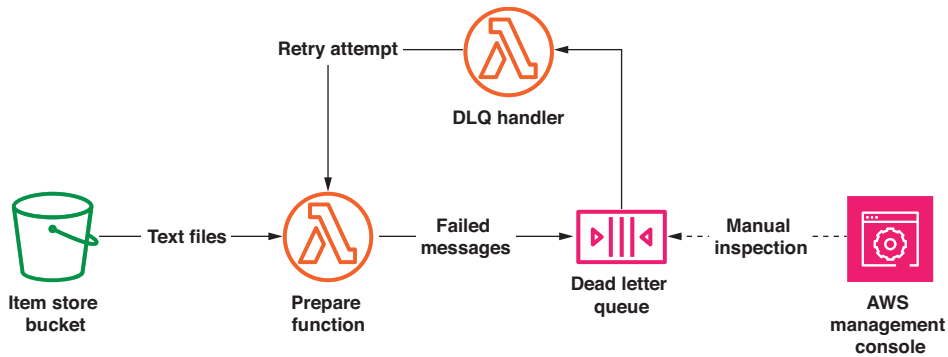 Retry attempt
DLQ handler
Text files
Failed
messages
Manual
inspection
Item store
bucket
Prepare
function
Dead letter
queue
AWS
management
console